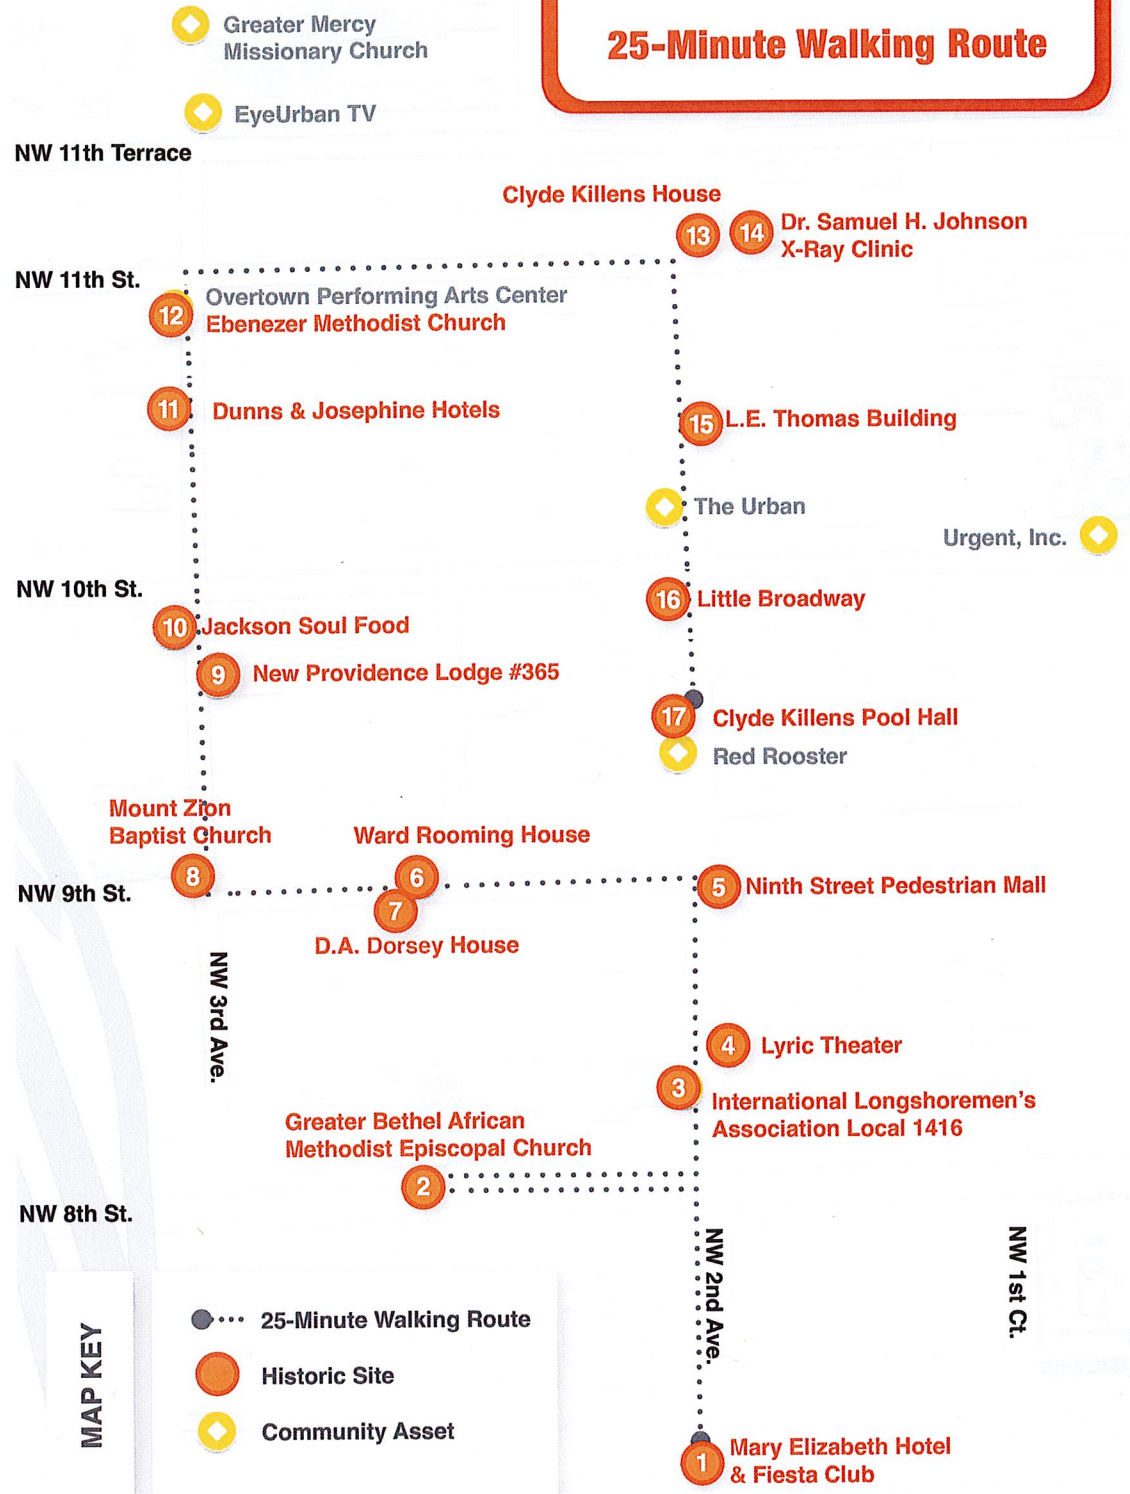 Greater Mercy
Missionary Church
25-Minute Walking Route
EyeUrban TV
NW 11th Terrace
Clyde Killens House
13
14
Dr. Samuel H. Johnson
X-Ray Clinic
NW 11th St.
12
Overtown Performing Arts Center
Ebenezer Methodist Church
11
Dunns & Josephine Hotels
15
L.E. Thomas Building
The Urban
Urgent, Inc.
NW 10th St.
16
Little Broadway
10
Jackson Soul Food
9
New Providence Lodge #365
17
Clyde Killens Pool Hall
Red Rooster
Mount Zion
Baptist Church
Ward Rooming House
8
6
5
Ninth Street Pedestrian Mall
NW 9th St.
7
D.A. Dorsey House
NW 3rd Ave.
4
Lyric Theater
3
International Longshoremen's
Association Local 1416
Greater Bethel African
Methodist Episcopal Church
2
NW 8th St.
NW 2nd Ave.
NW 1st Ct.
MAP KEY
25-Minute Walking Route
Historic Site
Community Asset
1
Mary Elizabeth Hotel
& Fiesta Club